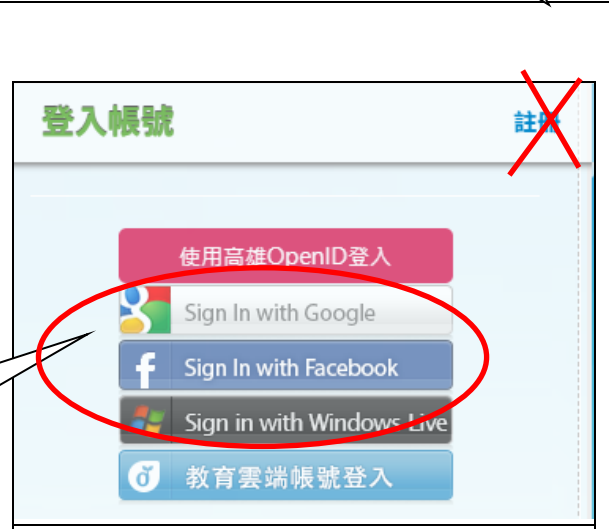 登入帳號
註冊
使用高雄OpenID登入
Sign In with Google
Sign In with Facebook
Sign in with Windows Live
教育雲端帳號登入